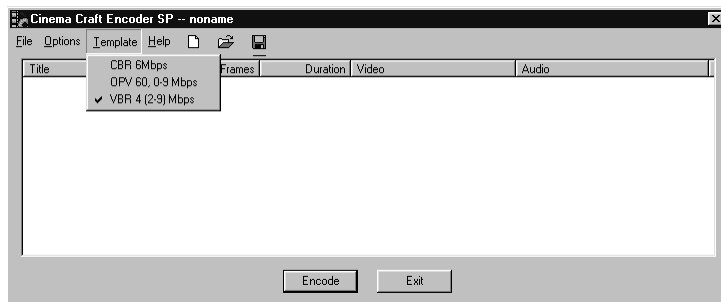 Cinema Craft Encoder SP -- noname
File Options Template Help
Title Frames Duration Video Audio
CBR 6Mbps
OPV 60, 0-9 Mbps
VBR 4 (2-9) Mbps
Encode Exit